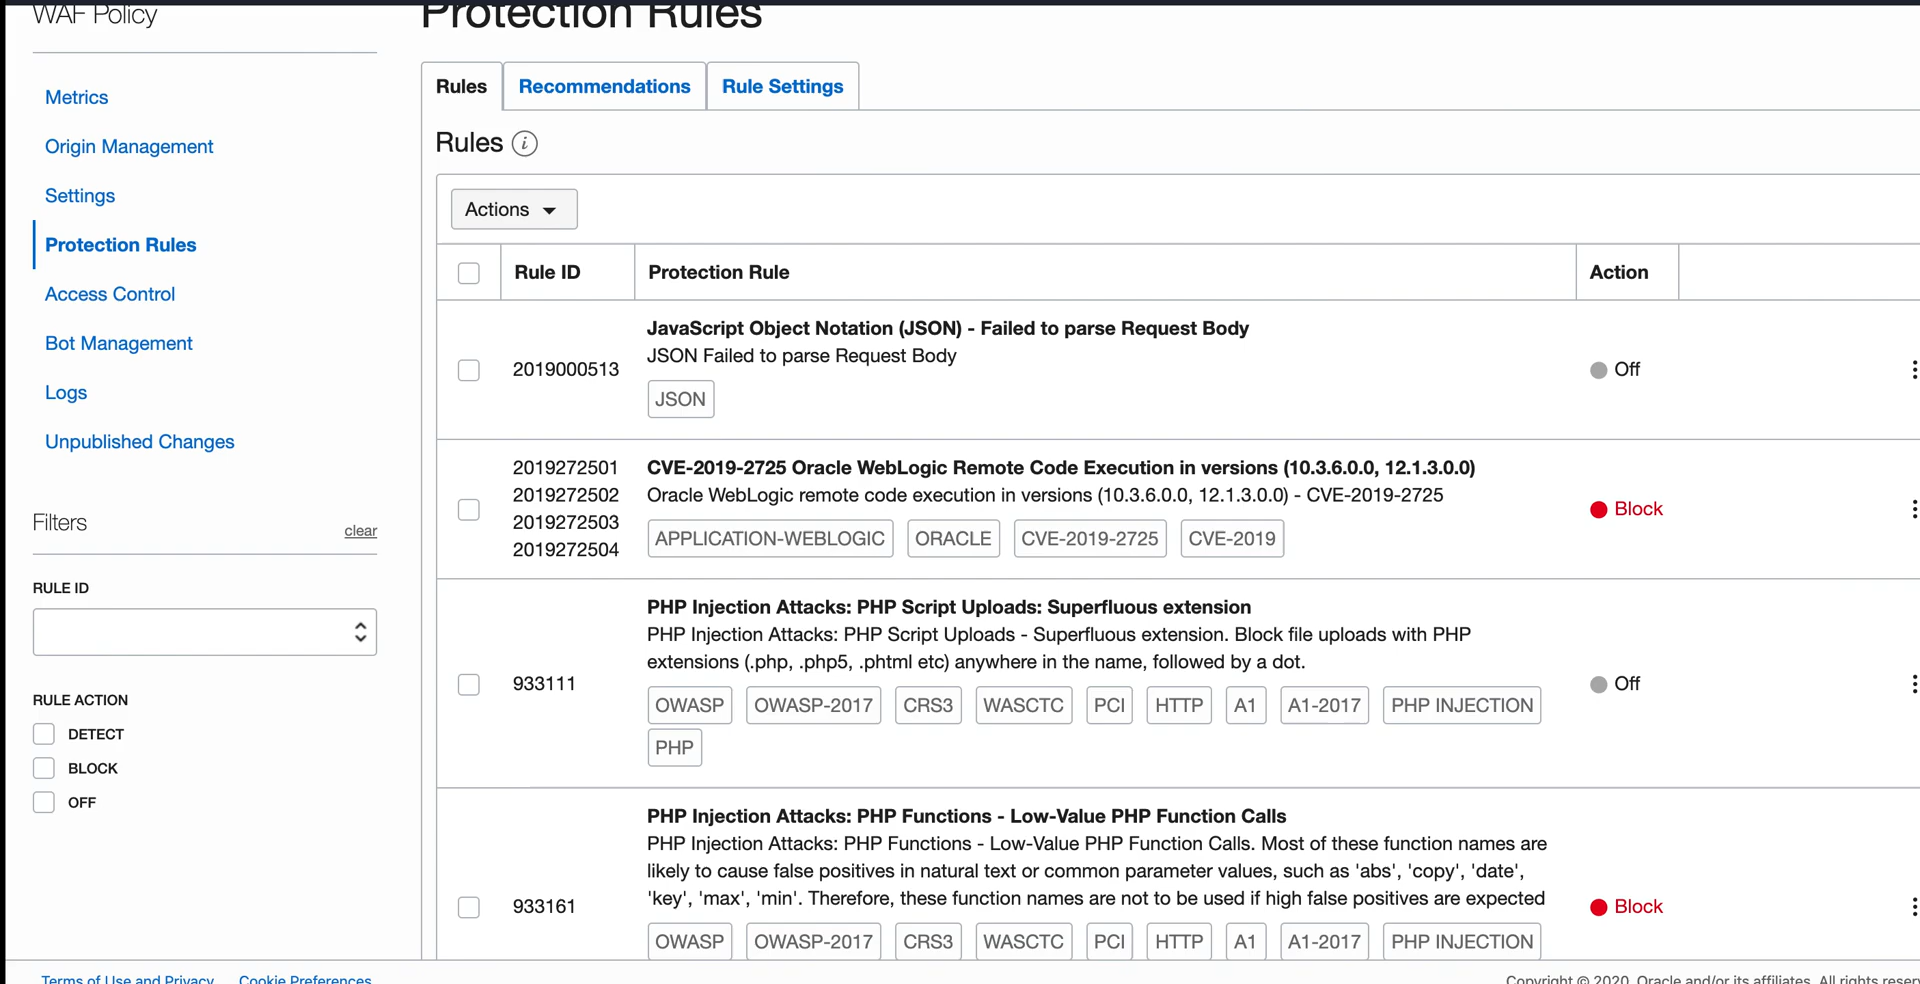 WAF Policy
Metrics
Origin Management
Settings
Protection Rules
Access Control
Bot Management
Logs
Unpublished Changes
Filters
clear
RULE ID
RULE ACTION
DETECT
BLOCK
OFF
Protection Rules
Rules Recommendations Rule Settings
Rules i
Actions
Rule ID Protection Rule Action
JavaScript Object Notation (JSON) - Failed to parse Request Body
JSON Failed to parse Request Body
2019000513
Off
JSON
2019272501
2019272502
2019272503
2019272504
CVE-2019-2725 Oracle WebLogic Remote Code Execution in versions (10.3.6.0.0, 12.1.3.0.0)
Oracle WebLogic remote code execution in versions (10.3.6.0.0, 12.1.3.0.0) - CVE-2019-2725
APPLICATION-WEBLOGIC ORACLE CVE-2019-2725 CVE-2019
Block
PHP Injection Attacks: PHP Script Uploads: Superfluous extension
PHP Injection Attacks: PHP Script Uploads - Superfluous extension. Block file uploads with PHP
extensions (.php, .php5, .phtml etc) anywhere in the name, followed by a dot.
933111
Off
OWASP OWASP-2017 CRS3 WASCTC PCI HTTP A1 A1-2017 PHP INJECTION
PHP
PHP Injection Attacks: PHP Functions - Low-Value PHP Function Calls
PHP Injection Attacks: PHP Functions - Low-Value PHP Function Calls. Most of these function names are
likely to cause false positives in natural text or common parameter values, such as 'abs', 'copy', 'date',
'key', 'max', 'min'. Therefore, these function names are not to be used if high false positives are expected
933161
Block
OWASP OWASP-2017 CRS3 WASCTC PCI HTTP A1 A1-2017 PHP INJECTION
Terms of Use and Privacy Cookie Preferences
Copyright © 2020, Oracle and/or its affiliates. All rights reserv